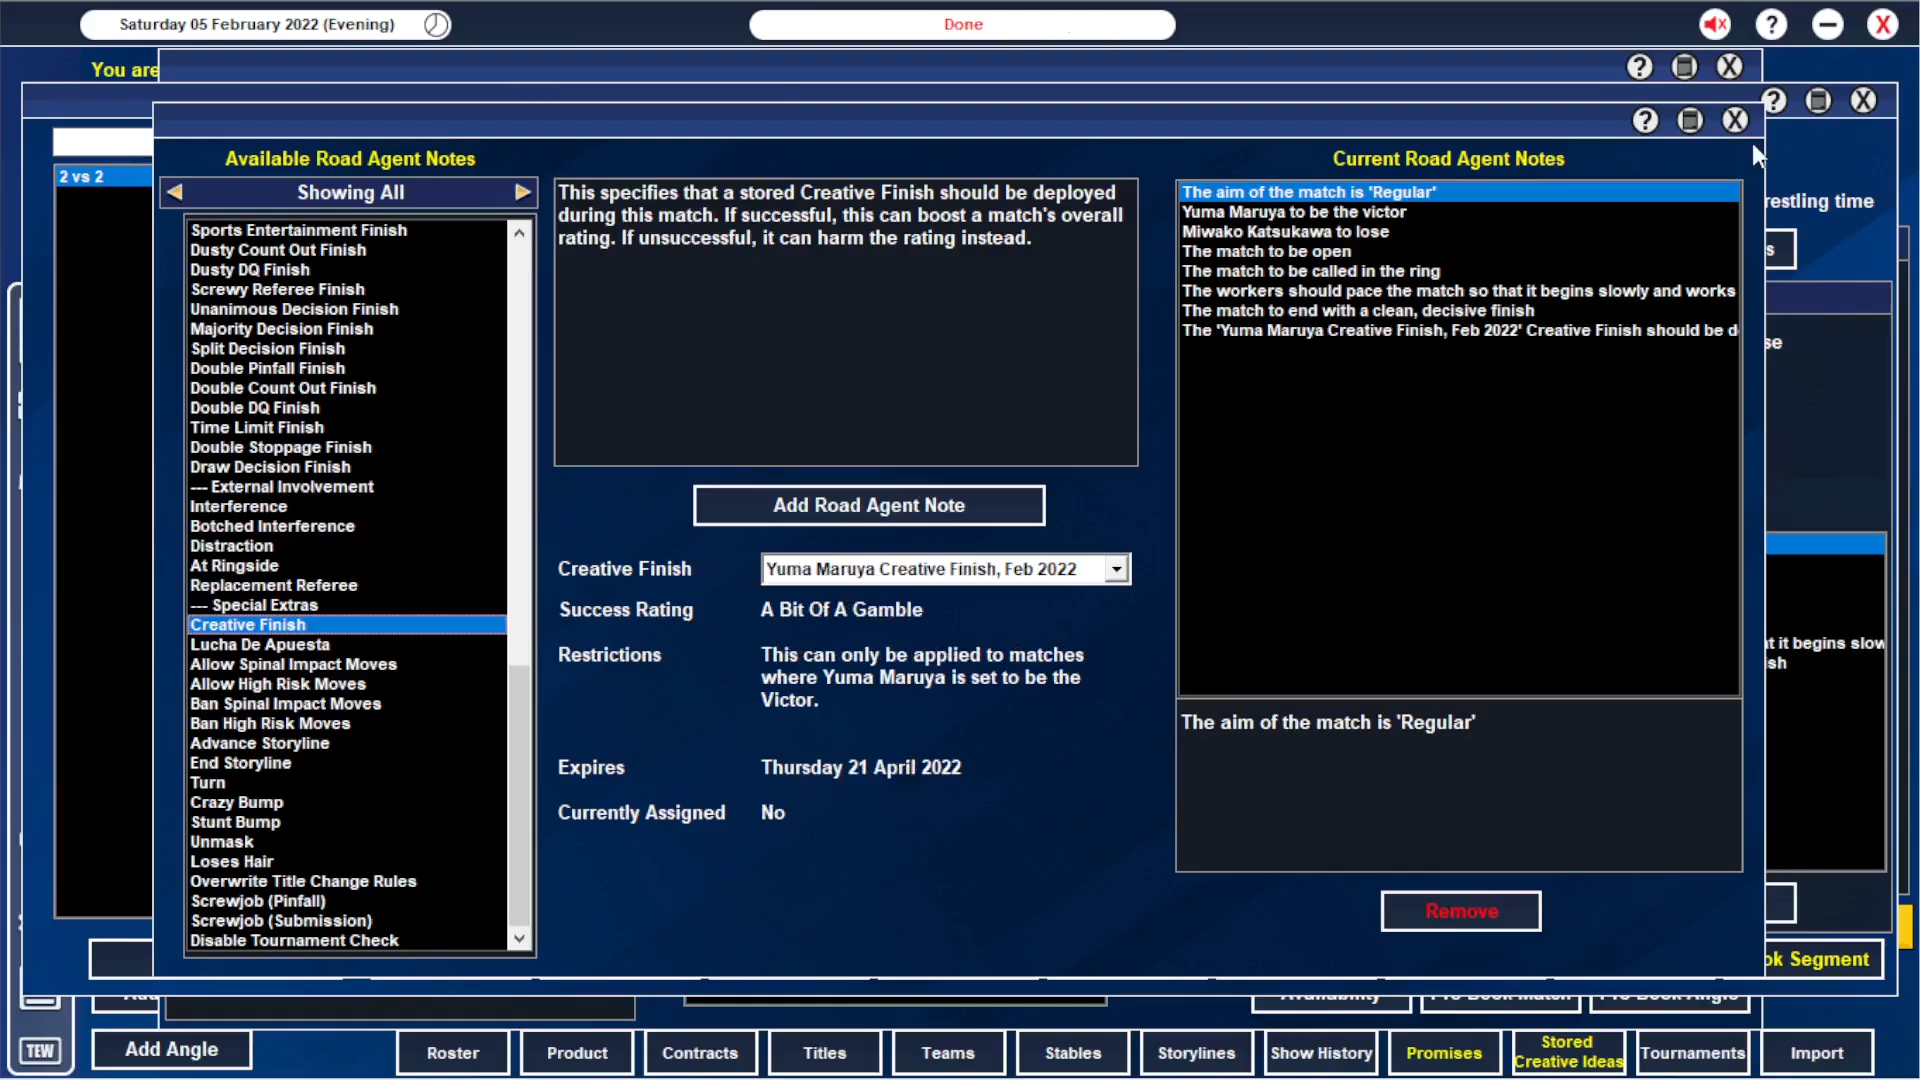 Saturday 05 February 2022 (Evening)
Done
You are
2 vs 2
Available Road Agent Notes
Showing All
Sports Entertainment Finish
Dusty Count Out Finish
Dusty DQ Finish
Screwy Referee Finish
Unanimous Decision Finish
Majority Decision Finish
Split Decision Finish
Double Pinfall Finish
Double Count Out Finish
Double DQ Finish
Time Limit Finish
Double Stoppage Finish
Draw Decision Finish
--- External Involvement
Interference
Botched Interference
Distraction
At Ringside
Replacement Referee
--- Special Extras
Creative Finish
Lucha De Apuesta
Allow Spinal Impact Moves
Allow High Risk Moves
Ban Spinal Impact Moves
Ban High Risk Moves
Advance Storyline
End Storyline
Turn
Crazy Bump
Stunt Bump
Unmask
Loses Hair
Overwrite Title Change Rules
Screwjob (Pinfall)
Screwjob (Submission)
Disable Tournament Check
This specifies that a stored Creative Finish should be deployed
during this match. If successful, this can boost a match's overall
rating. If unsuccessful, it can harm the rating instead.
Add Road Agent Note
Creative Finish Yuma Maruya Creative Finish, Feb 2022
Success Rating A Bit Of A Gamble
Restrictions This can only be applied to matches
where Yuma Maruya is set to be the
Victor.
Expires Thursday 21 April 2022
Currently Assigned No
Current Road Agent Notes
The aim of the match is 'Regular'
Yuma Maruya to be the victor
Miwako Katsukawa to lose
The match to be open
The match to be called in the ring
The workers should pace the match so that it begins slowly and works
The match to end with a clean, decisive finish
The 'Yuma Maruya Creative Finish, Feb 2022' Creative Finish should be d
The aim of the match is 'Regular'
Remove
restling time
s
se
t it begins slow
ish
ok Segment
Availability
Pre Book Match
Pre Book Angle
TEW
Add Angle
Roster
Product
Contracts
Titles
Teams
Stables
Storylines
Show History
Promises
Stored
Creative Ideas
Tournaments
Import